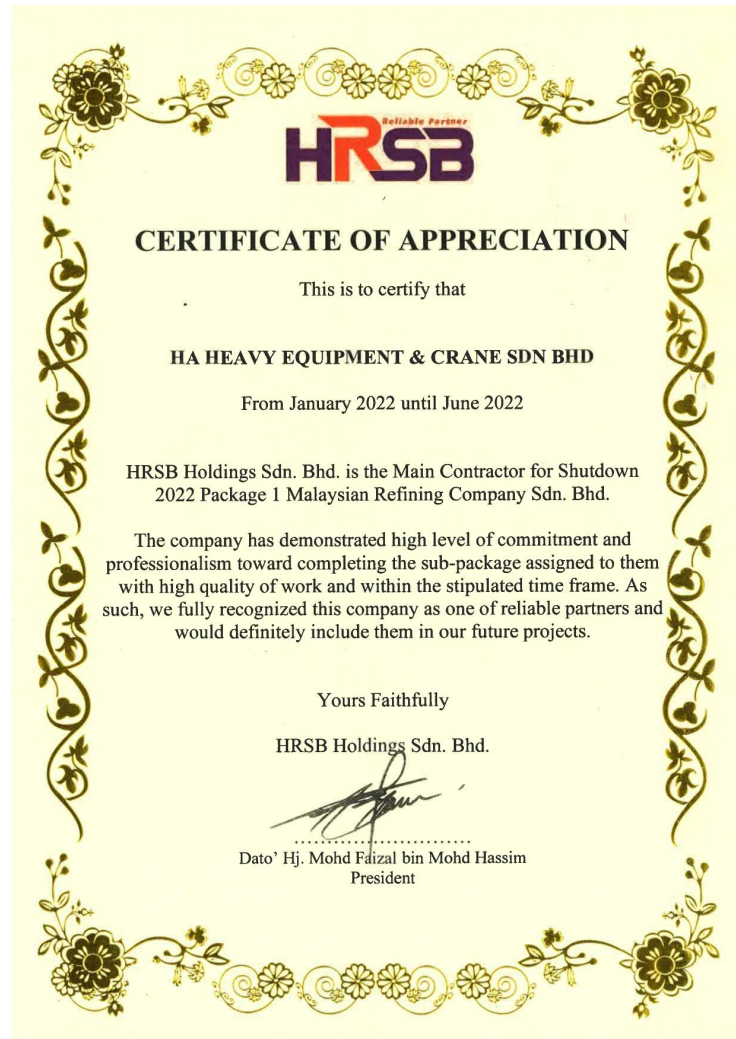 Reliable Partner
HRSB
CERTIFICATE OF APPRECIATION
This is to certify that
HA HEAVY EQUIPMENT & CRANE SDN BHD
From January 2022 until June 2022
HRSB Holdings Sdn. Bhd. is the Main Contractor for Shutdown
2022 Package 1 Malaysian Refining Company Sdn. Bhd.
The company has demonstrated high level of commitment and
professionalism toward completing the sub-package assigned to them
with high quality of work and within the stipulated time frame. As
such, we fully recognized this company as one of reliable partners and
would definitely include them in our future projects.
Yours Faithfully
HRSB Holdings Sdn. Bhd.
Dato' Hj. Mohd Faizal bin Mohd Hassim
President